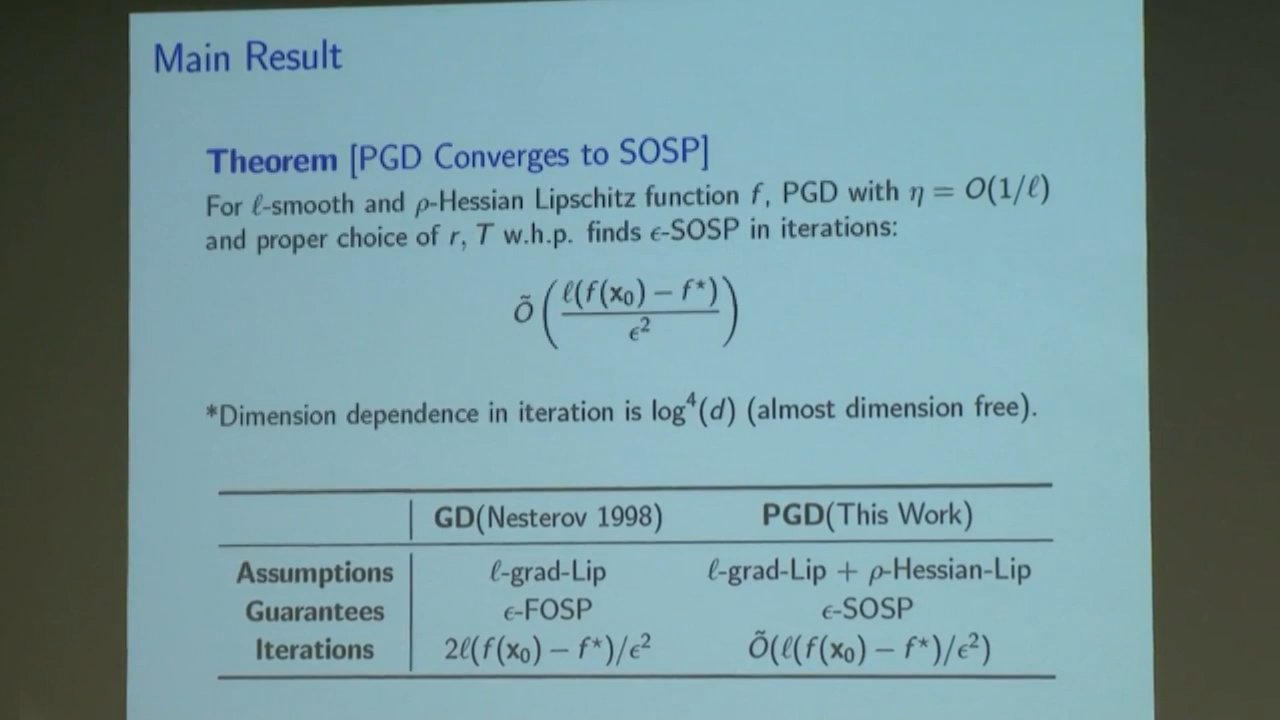 Main Result
Theorem [PGD Converges to SOSP]
For ℓ-smooth and ρ-Hessian Lipschitz function f, PGD with η = O(1/ℓ)
and proper choice of r, T w.h.p. finds ϵ-SOSP in iterations:
Õ ( ℓ(f(x₀) − f*) / ϵ² )
*Dimension dependence in iteration is log⁴(d) (almost dimension free).
GD(Nesterov 1998) PGD(This Work)
Assumptions ℓ-grad-Lip ℓ-grad-Lip + ρ-Hessian-Lip
Guarantees ϵ-FOSP ϵ-SOSP
Iterations 2ℓ(f(x₀) − f*)/ϵ² Õ(ℓ(f(x₀) − f*)/ϵ²)